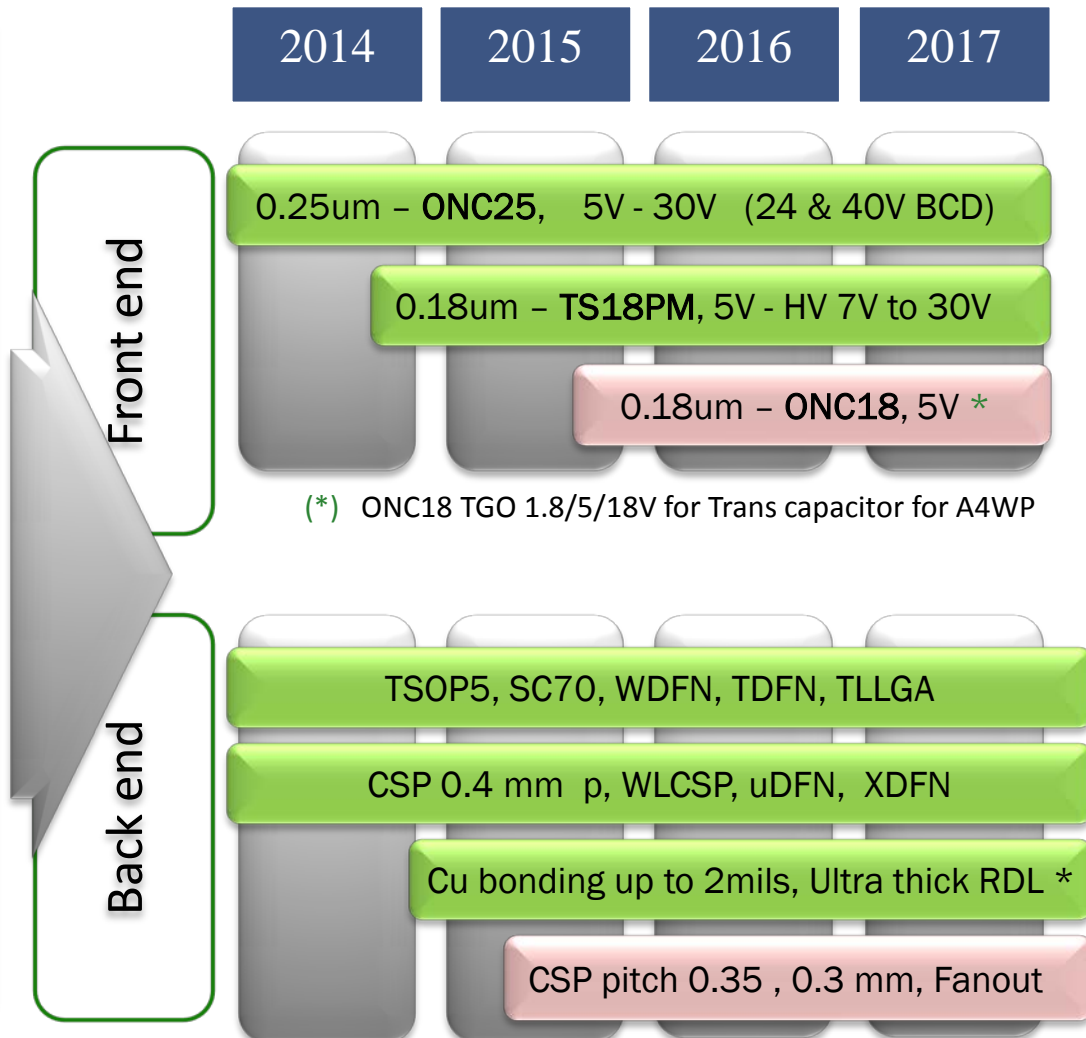 2014 2015 2016 2017
Front end
0.25um – ONC25, 5V - 30V (24 & 40V BCD)
0.18um – TS18PM, 5V - HV 7V to 30V
0.18um – ONC18, 5V *
(*) ONC18 TGO 1.8/5/18V for Trans capacitor for A4WP
Back end
TSOP5, SC70, WDFN, TDFN, TLLGA
CSP 0.4 mm p, WLCSP, uDFN, XDFN
Cu bonding up to 2mils, Ultra thick RDL *
CSP pitch 0.35 , 0.3 mm, Fanout